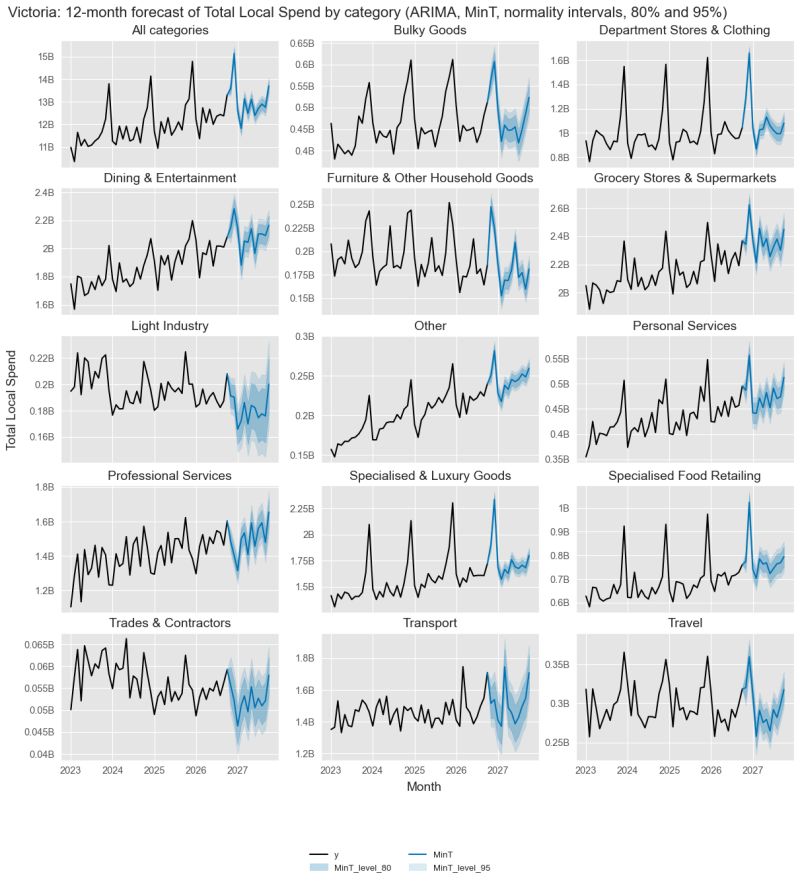 Victoria: 12-month forecast of Total Local Spend by category (ARIMA, MinT, normality intervals, 80% and 95%)
All categories
Bulky Goods
Department Stores & Clothing
15B
14B
13B
12B
11B
0.65B
0.6B
0.55B
0.5B
0.45B
0.4B
1.6B
1.4B
1.2B
1B
0.8B
Dining & Entertainment
Furniture & Other Household Goods
Grocery Stores & Supermarkets
2.4B
2.2B
2B
1.8B
1.6B
0.25B
0.225B
0.2B
0.175B
0.15B
2.6B
2.4B
2.2B
2B
Light Industry
Other
Personal Services
0.22B
0.2B
0.18B
0.16B
0.3B
0.25B
0.2B
0.15B
0.55B
0.5B
0.45B
0.4B
0.35B
Total Local Spend
Professional Services
Specialised & Luxury Goods
Specialised Food Retailing
1.8B
1.6B
1.4B
1.2B
2.25B
2B
1.75B
1.5B
1B
0.9B
0.8B
0.7B
0.6B
Trades & Contractors
Transport
Travel
0.065B
0.06B
0.055B
0.05B
0.045B
0.04B
1.8B
1.6B
1.4B
1.2B
0.35B
0.3B
0.25B
2023 2024 2025 2026 2027
2023 2024 2025 2026 2027
2023 2024 2025 2026 2027
Month
y
MinT
MinT_level_80
MinT_level_95